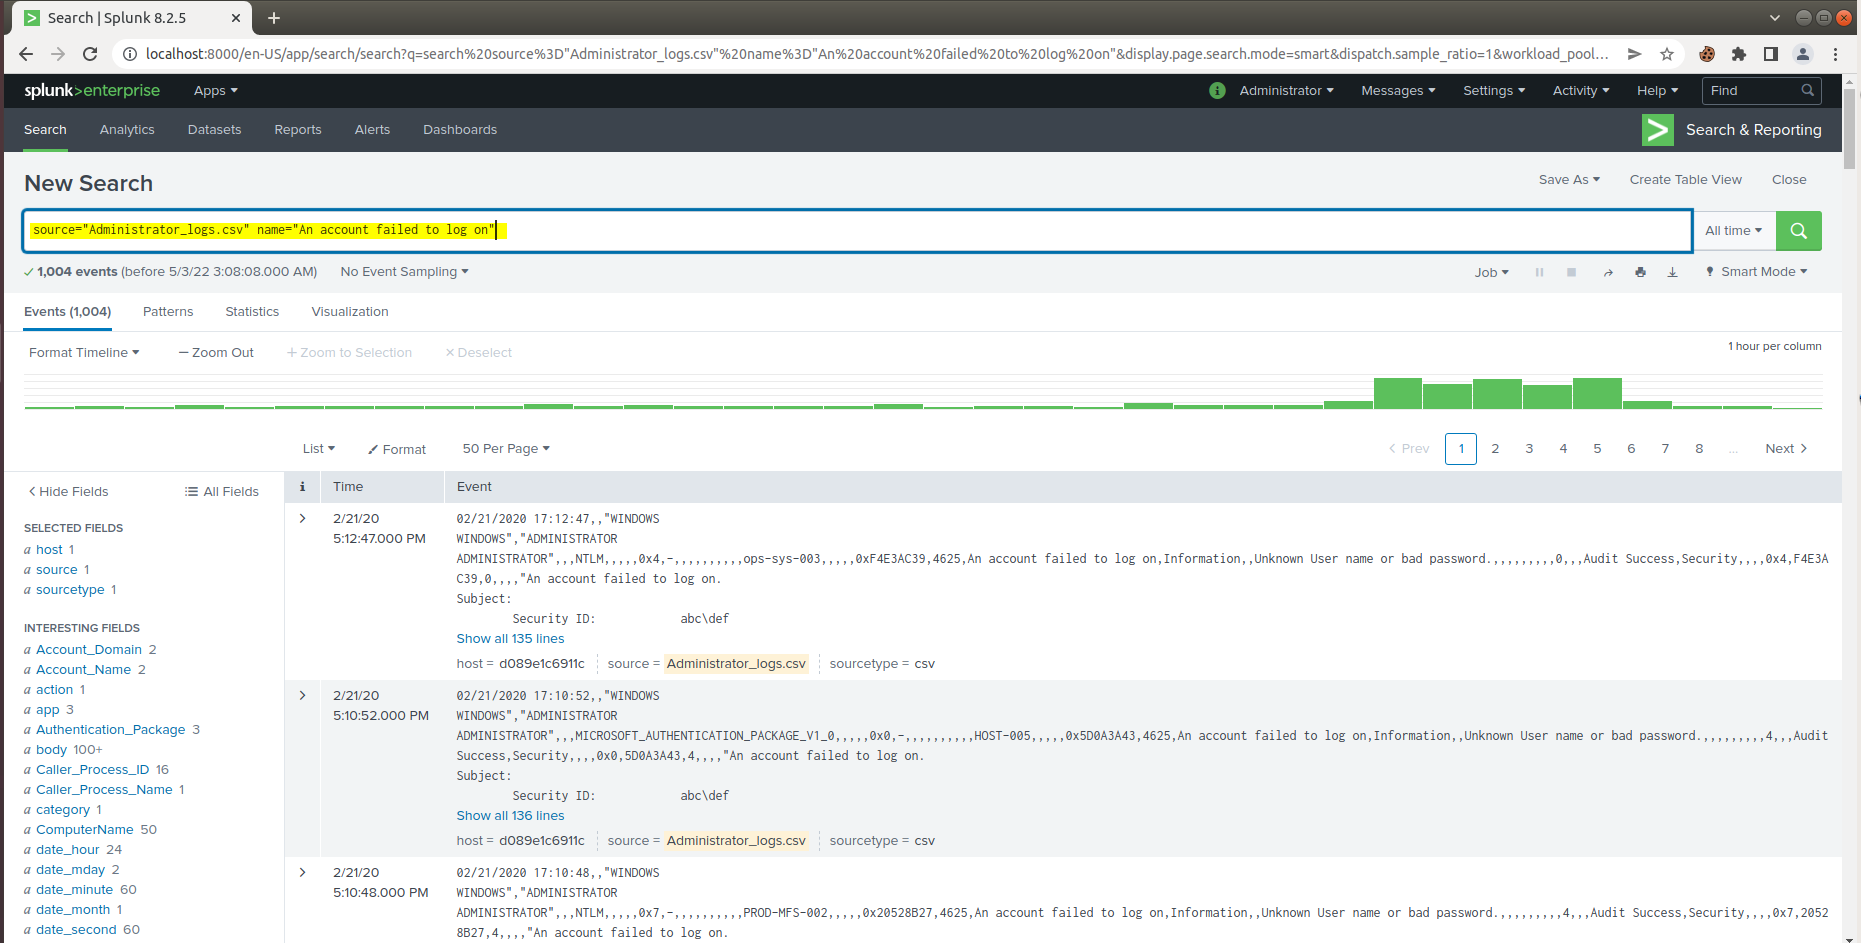 Search | Splunk 8.2.5
localhost:8000/en-US/app/search/search?q=search%20source%3D"Administrator_logs.csv"%20name%3D"An%20account%20failed%20to%20log%20on"&display.page.search.mode=smart&dispatch.sample_ratio=1&workload_pool...
splunk>enterprise Apps i Administrator Messages Settings Activity Help Find
Search Analytics Datasets Reports Alerts Dashboards > Search & Reporting
New Search Save As Create Table View Close
source="Administrator_logs.csv" name="An account failed to log on" All time
✓ 1,004 events (before 5/3/22 3:08:08.000 AM) No Event Sampling Job Smart Mode
Events (1,004) Patterns Statistics Visualization
Format Timeline — Zoom Out + Zoom to Selection × Deselect 1 hour per column
List Format 50 Per Page < Prev 1 2 3 4 5 6 7 8 ... Next >
< Hide Fields All Fields
SELECTED FIELDS
a host 1
a source 1
a sourcetype 1
INTERESTING FIELDS
a Account_Domain 2
a Account_Name 2
a action 1
a app 3
a Authentication_Package 3
a body 100+
a Caller_Process_ID 16
a Caller_Process_Name 1
a category 1
a ComputerName 50
a date_hour 24
a date_mday 2
a date_minute 60
a date_month 1
a date_second 60
i Time Event
2/21/20
5:12:47.000 PM
02/21/2020 17:12:47,,"WINDOWS
WINDOWS","ADMINISTRATOR
ADMINISTRATOR",,,NTLM,,,,,0x4,-,,,,,,,,,,ops-sys-003,,,,,0xF4E3AC39,4625,An account failed to log on,Information,,Unknown User name or bad password.,,,,,,,,,0,,,Audit Success,Security,,,,0x4,F4E3A
C39,0,,,,"An account failed to log on.
Subject:
Security ID: abc\def
Show all 135 lines
host = d089e1c6911c source = Administrator_logs.csv sourcetype = csv
2/21/20
5:10:52.000 PM
02/21/2020 17:10:52,,"WINDOWS
WINDOWS","ADMINISTRATOR
ADMINISTRATOR",,,MICROSOFT_AUTHENTICATION_PACKAGE_V1_0,,,,,0x0,-,,,,,,,,,,HOST-005,,,,,0x5D0A3A43,4625,An account failed to log on,Information,,Unknown User name or bad password.,,,,,,,,,4,,,Audit
Success,Security,,,,0x0,5D0A3A43,4,,,,"An account failed to log on.
Subject:
Security ID: abc\def
Show all 136 lines
host = d089e1c6911c source = Administrator_logs.csv sourcetype = csv
2/21/20
5:10:48.000 PM
02/21/2020 17:10:48,,"WINDOWS
WINDOWS","ADMINISTRATOR
ADMINISTRATOR",,,NTLM,,,,,0x7,-,,,,,,,,,,PROD-MFS-002,,,,,0x20528B27,4625,An account failed to log on,Information,,Unknown User name or bad password.,,,,,,,,,4,,,Audit Success,Security,,,,0x7,2052
8B27,4,,,,"An account failed to log on.